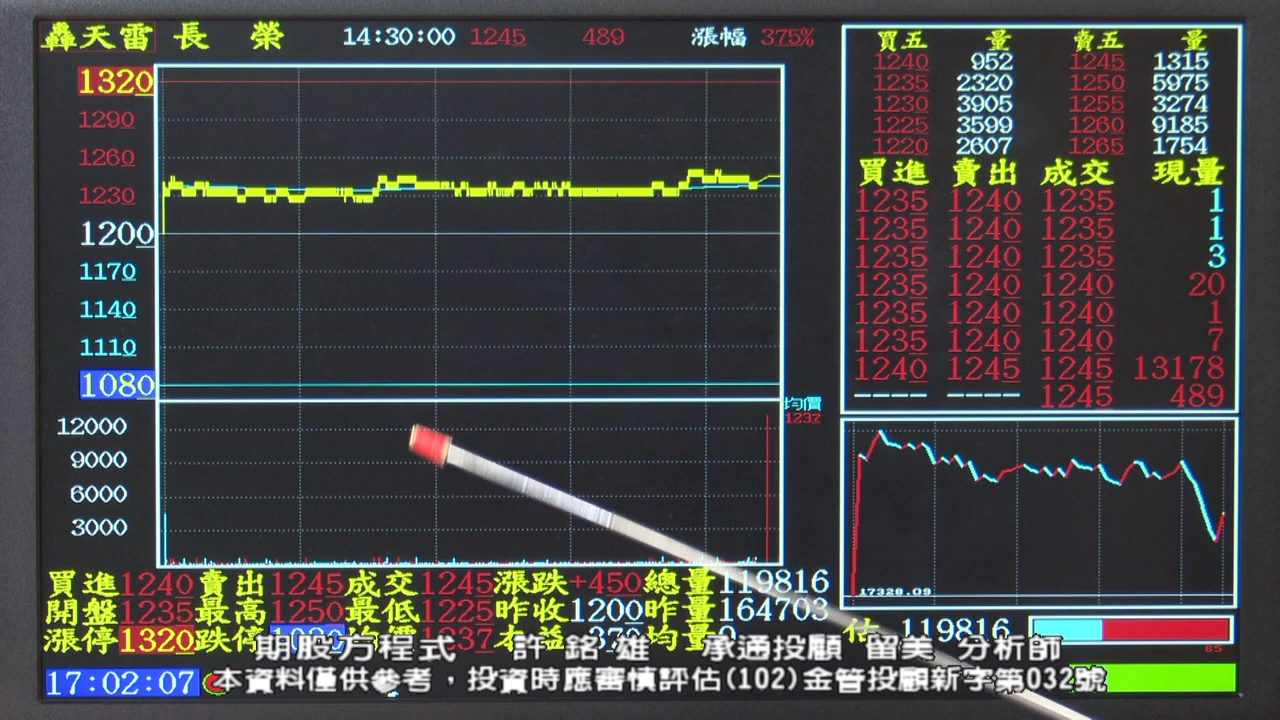 轟天雷 長 榮 14:30:00 1245 489 漲幅 375%
1320
1290
1260
1230
1200
1170
1140
1110
1080
12000
9000
6000
3000
均價
1237
買五 量 賣五 量
1240 952 1245 1315
1235 2320 1250 5975
1230 3905 1255 3274
1225 3599 1260 9185
1220 2607 1265 1754
買進 賣出 成交 現量
1235 1240 1235 1
1235 1240 1235 1
1235 1240 1235 3
1235 1240 1240 20
1235 1240 1240 1
1235 1240 1240 7
1240 1245 1245 13178
---- ---- 1245 489
17328.09
買進1240賣出1245成交1245漲跌+450總量119816
開盤1235最高1250最低1225昨收1200昨量164703
漲停1320跌停 1237 均量 估 119816
65
期股方程式 許銘雄 承通投顧 留美 分析師
17:02:07
本資料僅供參考，投資時應審慎評估(102)金管投顧新字第032號